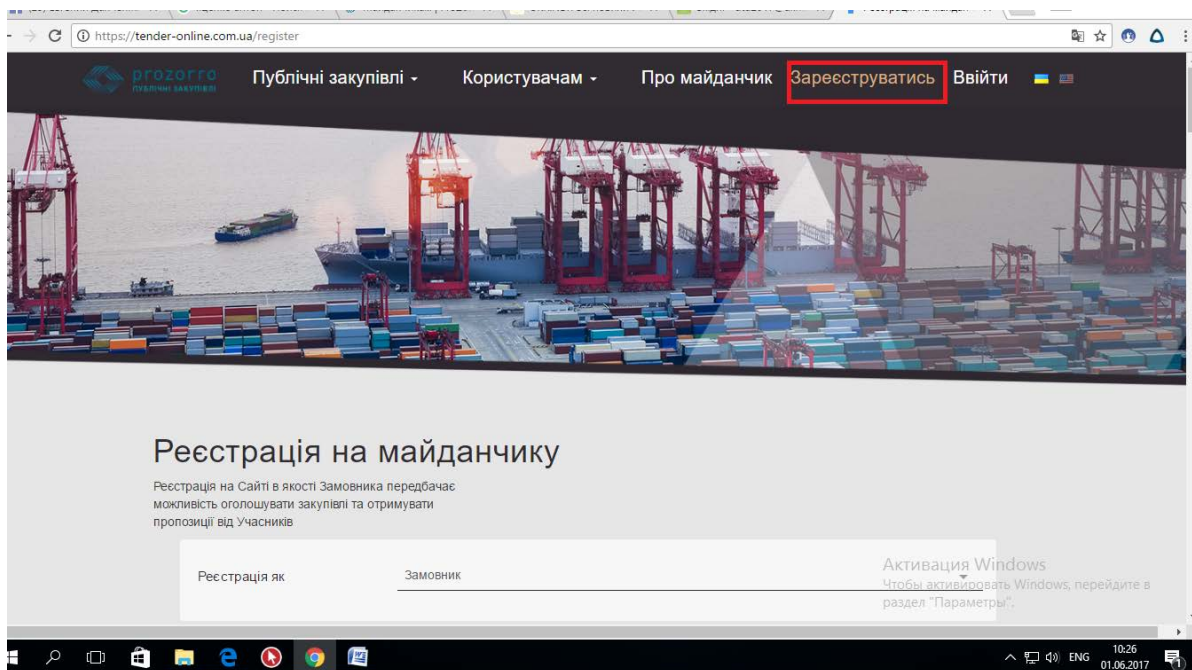 https://tender-online.com.ua/register
prozorro
ПУБЛІЧНІ ЗАКУПІВЛІ
Публічні закупівлі
Користувачам
Про майданчик
Зареєструватись
Ввійти
Реєстрація на майданчику
Реєстрація на Сайті в якості Замовника передбачає
можливість оголошувати закупівлі та отримувати
пропозиції від Учасників
Реєстрація як
Замовник
Активация Windows
Чтобы активировать Windows, перейдите в
раздел "Параметры".
ENG
10:26
01.06.2017